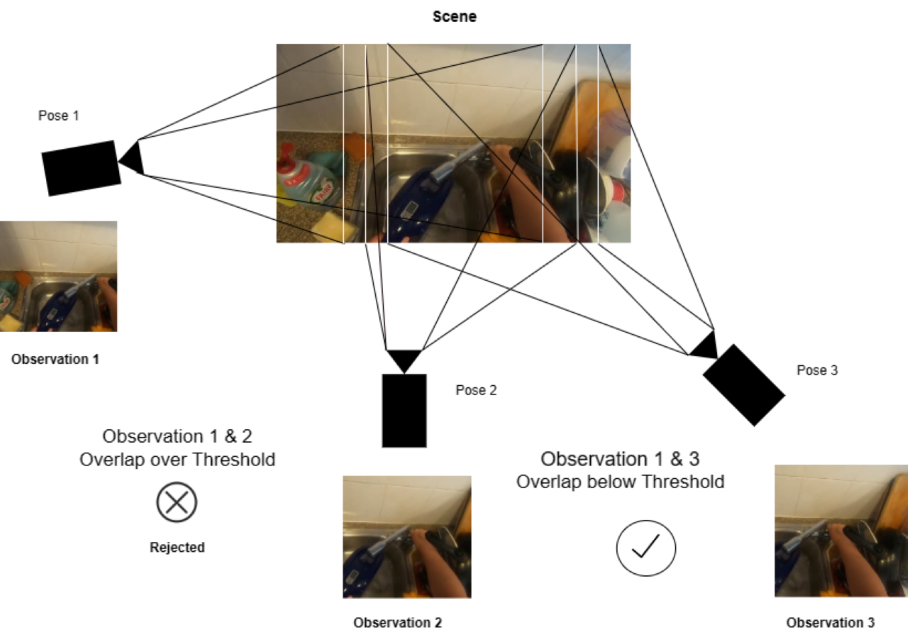 Scene
Pose 1
Observation 1
Pose 2
Pose 3
Observation 1 & 2
Overlap over Threshold
Rejected
Observation 1 & 3
Overlap below Threshold
Observation 2
Observation 3